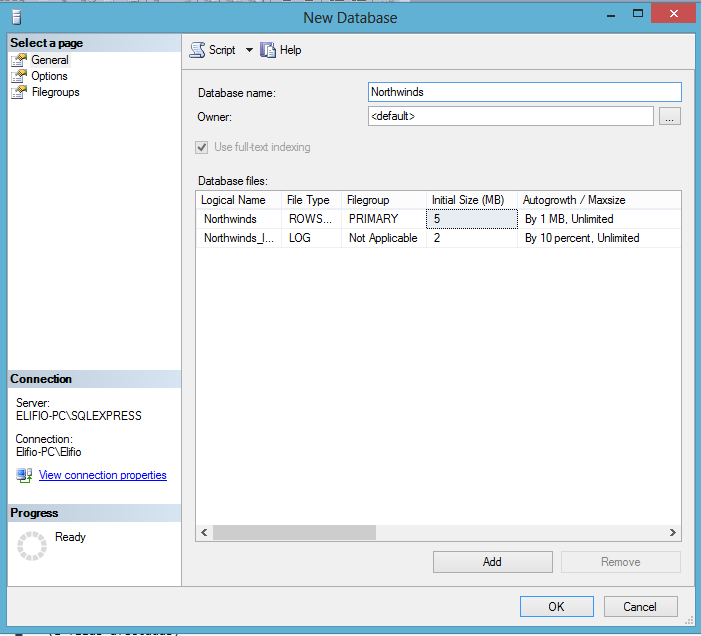 New Database
Select a page
General
Options
Filegroups
Script Help
Database name: Northwinds
Owner: <default> ...
Use full-text indexing
Database files:
Logical Name File Type Filegroup Initial Size (MB) Autogrowth / Maxsize
Northwinds ROWS... PRIMARY 5 By 1 MB, Unlimited
Northwinds_l... LOG Not Applicable 2 By 10 percent, Unlimited
Connection
Server:
ELIFIO-PC\SQLEXPRESS
Connection:
Elifio-PC\Elifio
View connection properties
Progress
Ready
Add Remove
OK Cancel